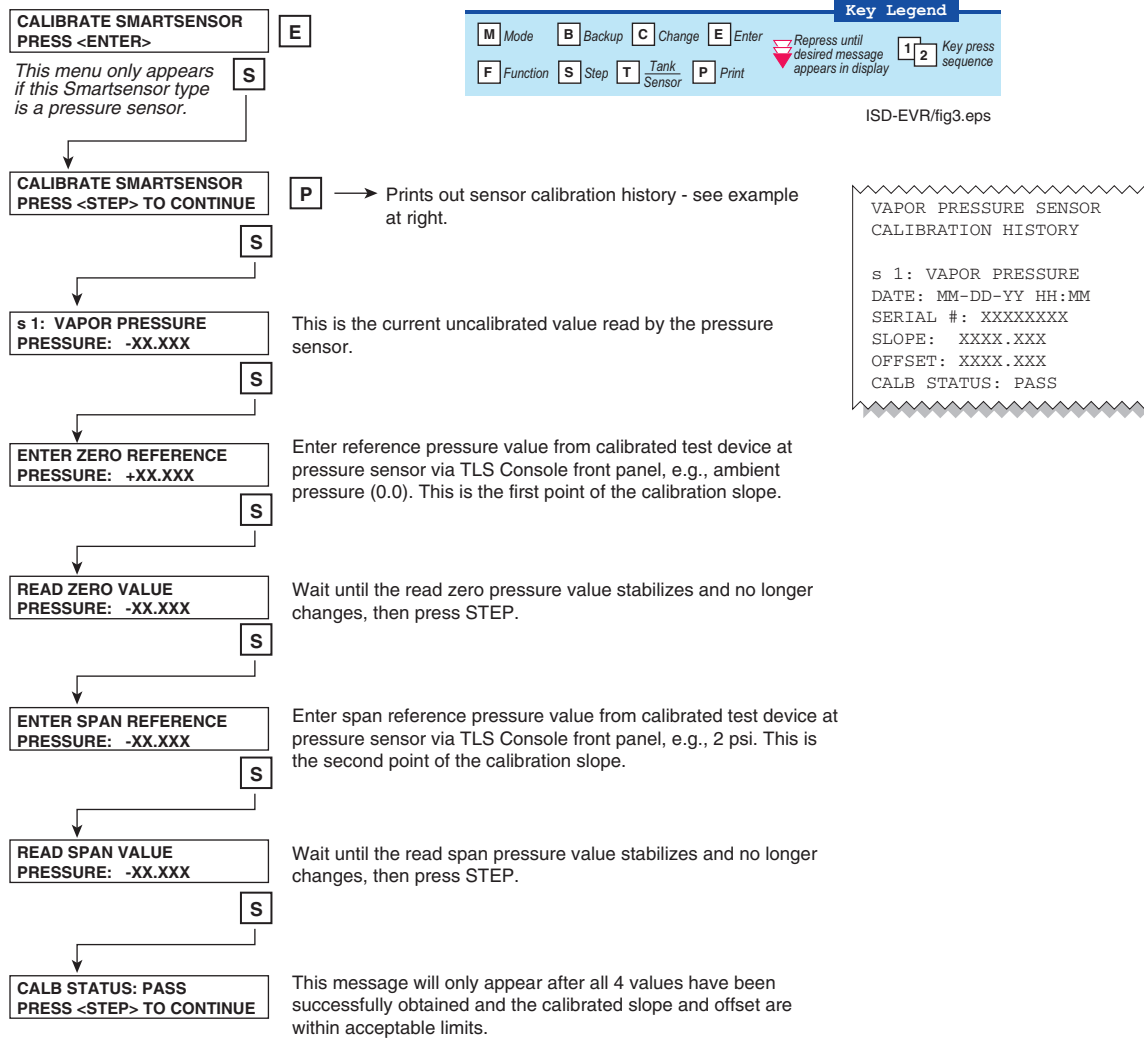 CALIBRATE SMARTSENSOR
PRESS <ENTER>
E
This menu only appears
if this Smartsensor type
is a pressure sensor.
S
Key Legend
M Mode B Backup C Change E Enter
F Function S Step T Tank
Sensor
P Print
Repress until
desired message
appears in display
1 2 Key press
sequence
ISD-EVR/fig3.eps
CALIBRATE SMARTSENSOR
PRESS <STEP> TO CONTINUE
P
Prints out sensor calibration history - see example
at right.
S
VAPOR PRESSURE SENSOR
CALIBRATION HISTORY
s 1: VAPOR PRESSURE
DATE: MM-DD-YY HH:MM
SERIAL #: XXXXXXXX
SLOPE: XXXX.XXX
OFFSET: XXXX.XXX
CALB STATUS: PASS
s 1: VAPOR PRESSURE
PRESSURE: -XX.XXX
This is the current uncalibrated value read by the pressure
sensor.
S
ENTER ZERO REFERENCE
PRESSURE: +XX.XXX
Enter reference pressure value from calibrated test device at
pressure sensor via TLS Console front panel, e.g., ambient
pressure (0.0). This is the first point of the calibration slope.
S
READ ZERO VALUE
PRESSURE: -XX.XXX
Wait until the read zero pressure value stabilizes and no longer
changes, then press STEP.
S
ENTER SPAN REFERENCE
PRESSURE: -XX.XXX
Enter span reference pressure value from calibrated test device at
pressure sensor via TLS Console front panel, e.g., 2 psi. This is
the second point of the calibration slope.
S
READ SPAN VALUE
PRESSURE: -XX.XXX
Wait until the read span pressure value stabilizes and no longer
changes, then press STEP.
S
CALB STATUS: PASS
PRESS <STEP> TO CONTINUE
This message will only appear after all 4 values have been
successfully obtained and the calibrated slope and offset are
within acceptable limits.